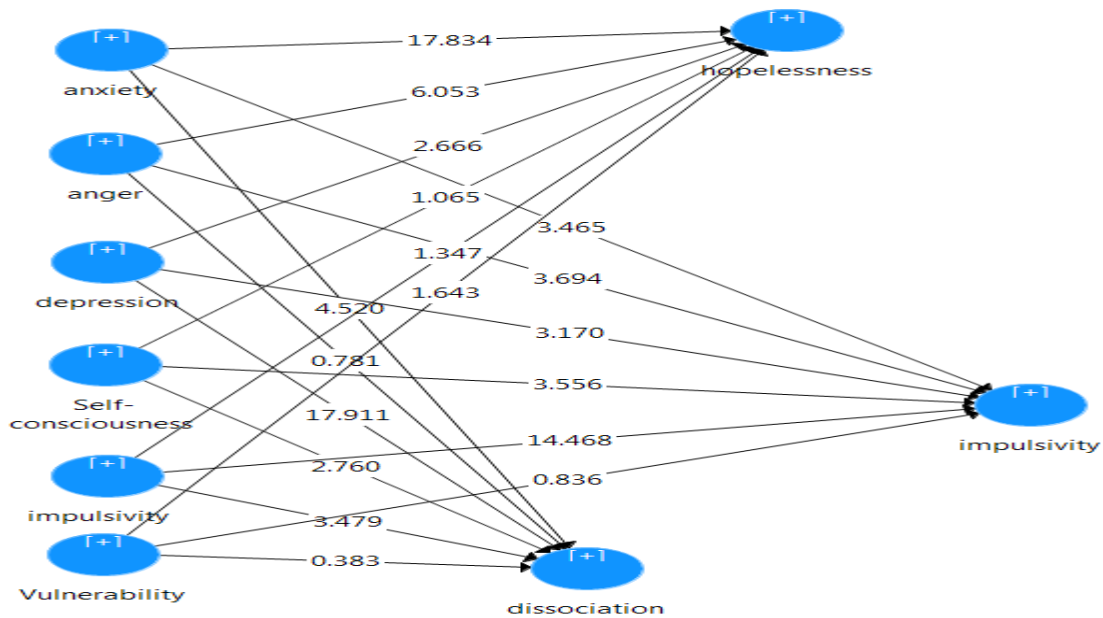 [+]
anxiety
[+]
anger
[+]
depression
[+]
Self-
consciousness
[+]
impulsivity
[+]
Vulnerability
17.834
6.053
2.666
1.065
1.347
1.643
3.465
3.694
3.170
3.556
14.468
0.836
4.520
0.781
17.911
2.760
3.479
0.383
[+]
hopelessness
[+]
impulsivity
[+]
dissociation